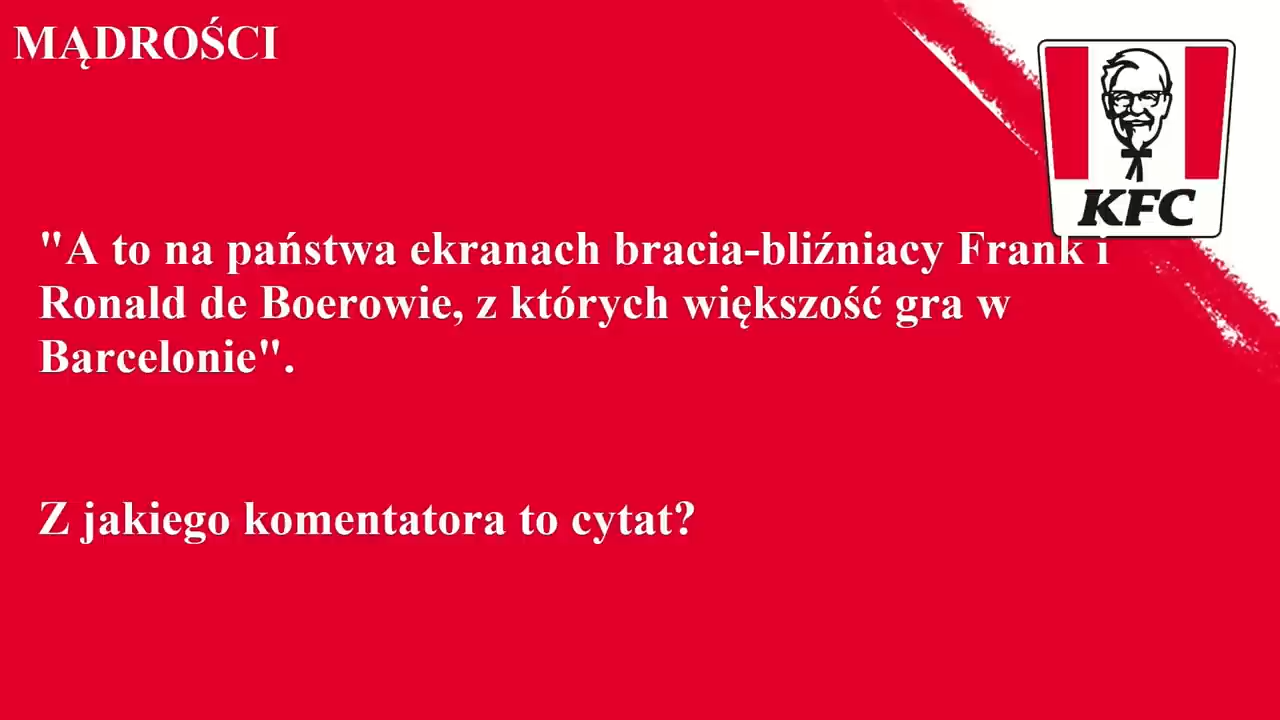 MĄDROŚCI
KFC
"A to na państwa ekranach bracia-bliźniacy Frank i
Ronald de Boerowie, z których większość gra w
Barcelonie".
Z jakiego komentatora to cytat?